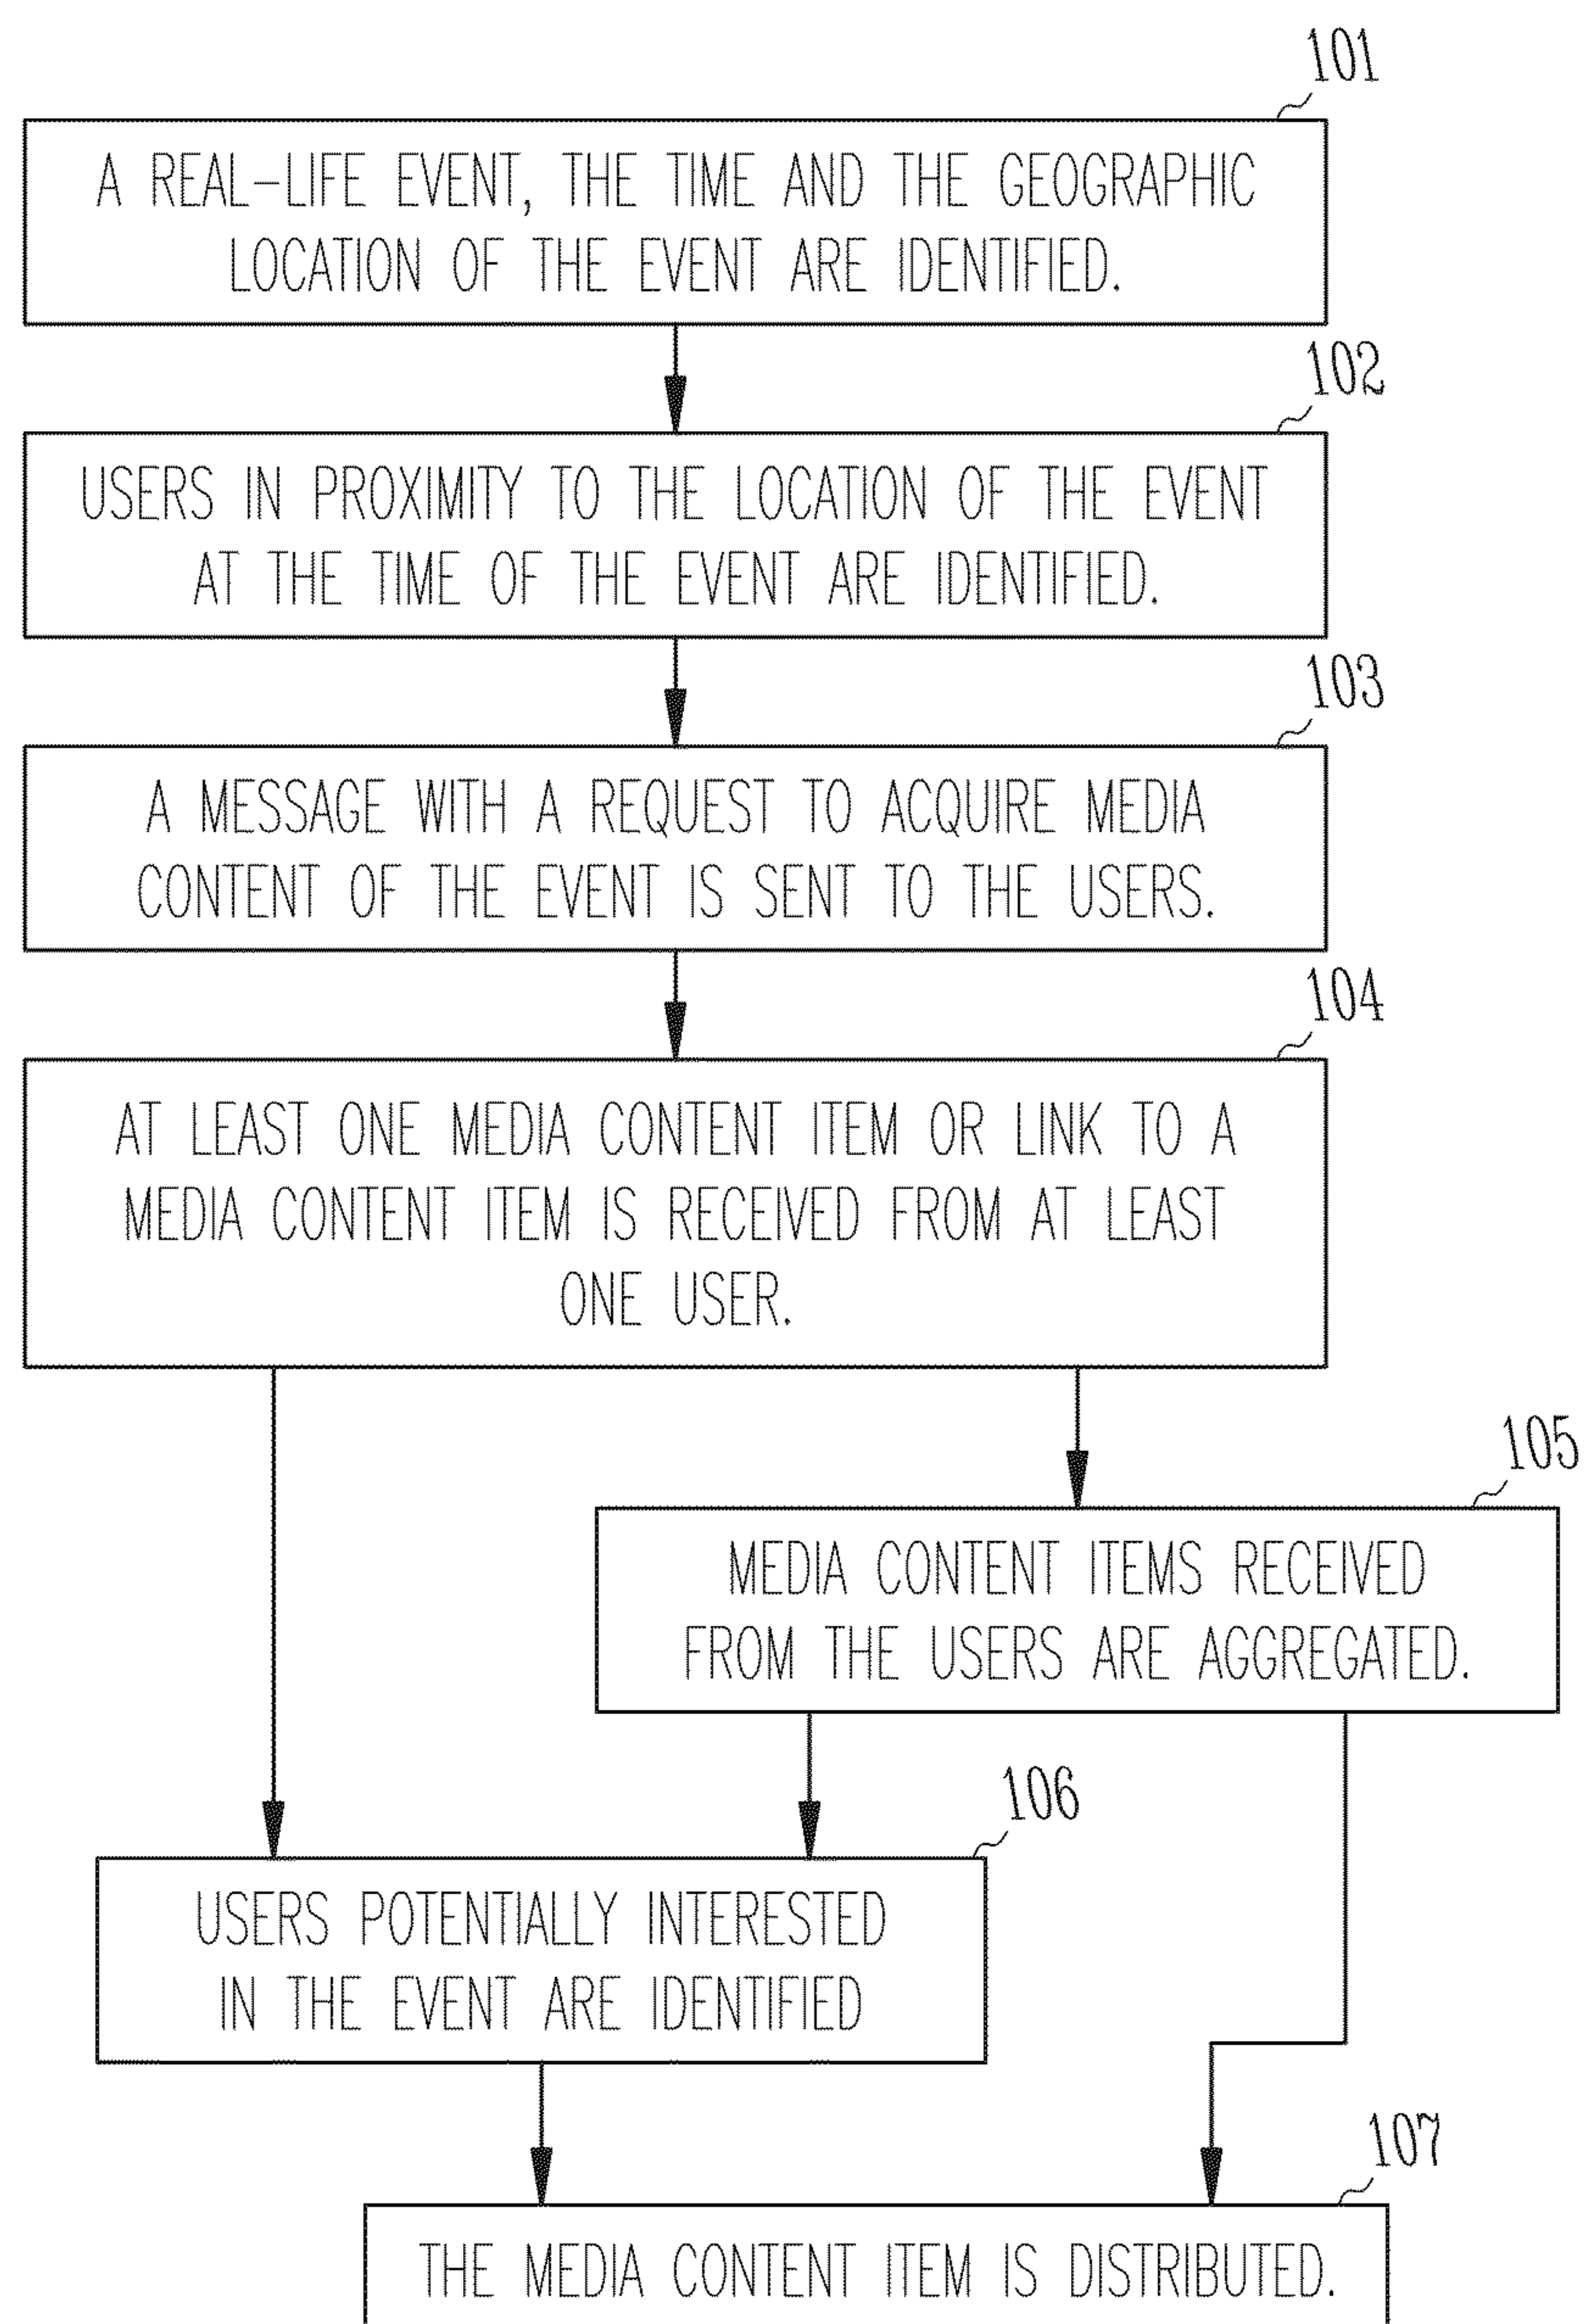 101
A REAL-LIFE EVENT, THE TIME AND THE GEOGRAPHIC
LOCATION OF THE EVENT ARE IDENTIFIED.
102
USERS IN PROXIMITY TO THE LOCATION OF THE EVENT
AT THE TIME OF THE EVENT ARE IDENTIFIED.
103
A MESSAGE WITH A REQUEST TO ACQUIRE MEDIA
CONTENT OF THE EVENT IS SENT TO THE USERS.
104
AT LEAST ONE MEDIA CONTENT ITEM OR LINK TO A
MEDIA CONTENT ITEM IS RECEIVED FROM AT LEAST
ONE USER.
105
MEDIA CONTENT ITEMS RECEIVED
FROM THE USERS ARE AGGREGATED.
106
USERS POTENTIALLY INTERESTED
IN THE EVENT ARE IDENTIFIED
107
THE MEDIA CONTENT ITEM IS DISTRIBUTED.